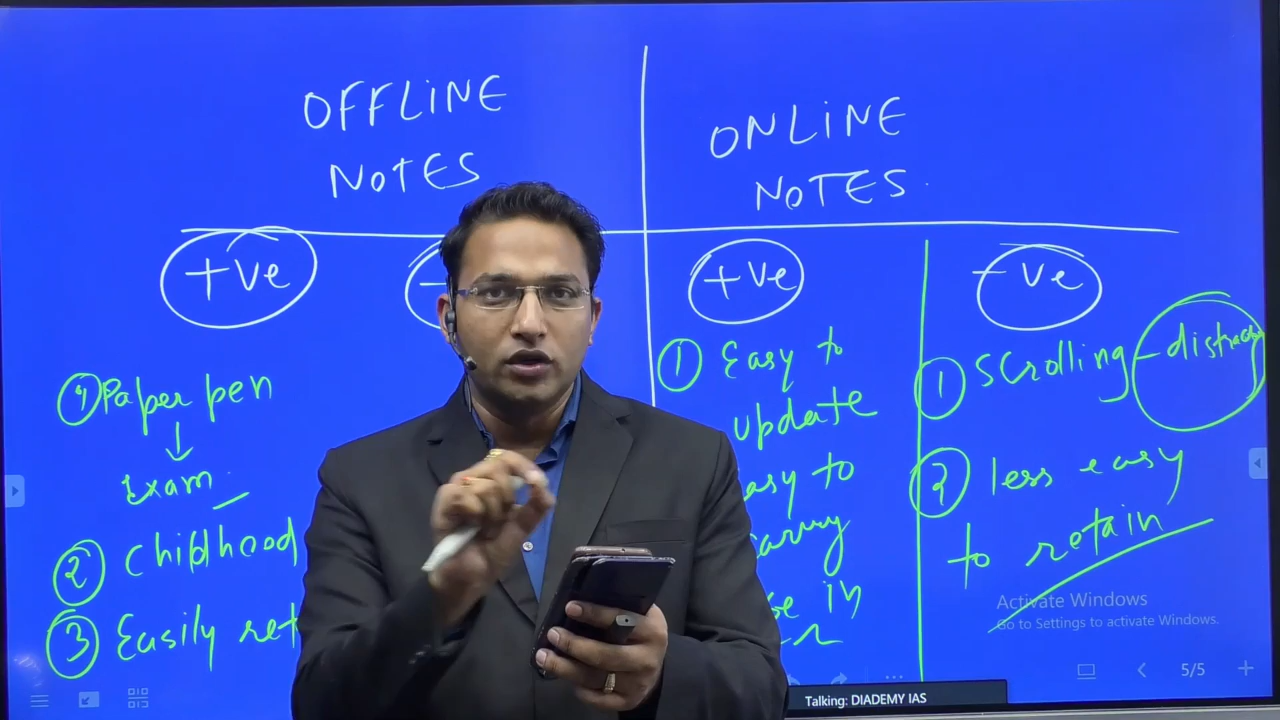 OFFLINE
NOTES
ONLINE
NOTES.
+ve
+ve
-ve
① Paper pen
↓
Exam
② Childhood
③ Easily
① Easy to
update
to
① Scrolling - distrac
② less easy
to retain
Activate Windows
Go to Settings to activate Windows.
5/5
Talking: DIADEMY IAS